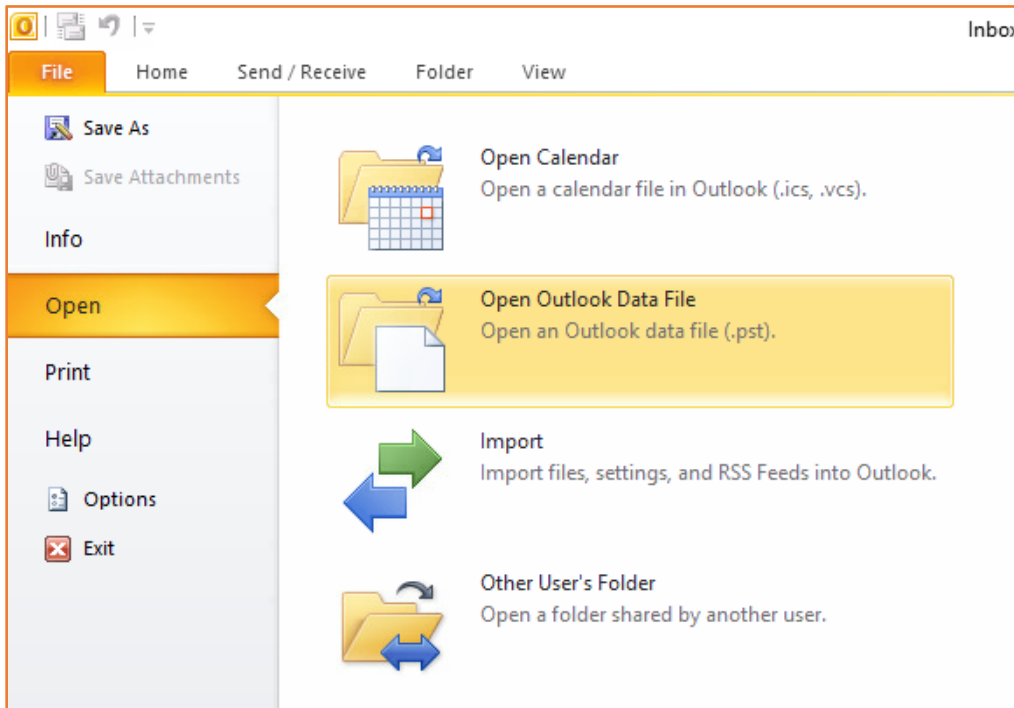 Inbox
File Home Send / Receive Folder View
Save As
Save Attachments
Info
Open
Print
Help
Options
Exit
Open Calendar
Open a calendar file in Outlook (.ics, .vcs).
Open Outlook Data File
Open an Outlook data file (.pst).
Import
Import files, settings, and RSS Feeds into Outlook.
Other User's Folder
Open a folder shared by another user.